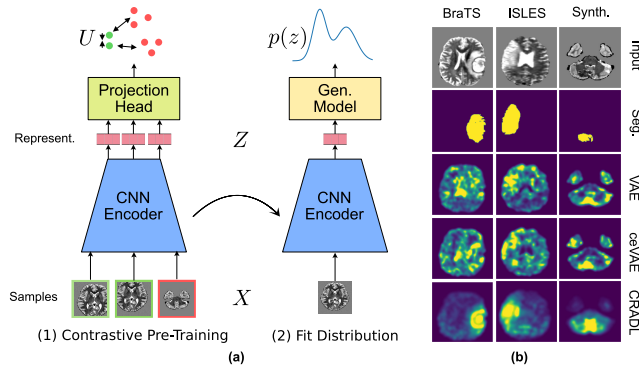 U
Projection
Head
Represent.
CNN
Encoder
Samples
(1) Contrastive Pre-Training
Z
X
p(z)
Gen.
Model
CNN
Encoder
(2) Fit Distribution
(a)
BraTS ISLES Synth.
Input
Seg.
VAE
ceVAE
CRADL
(b)